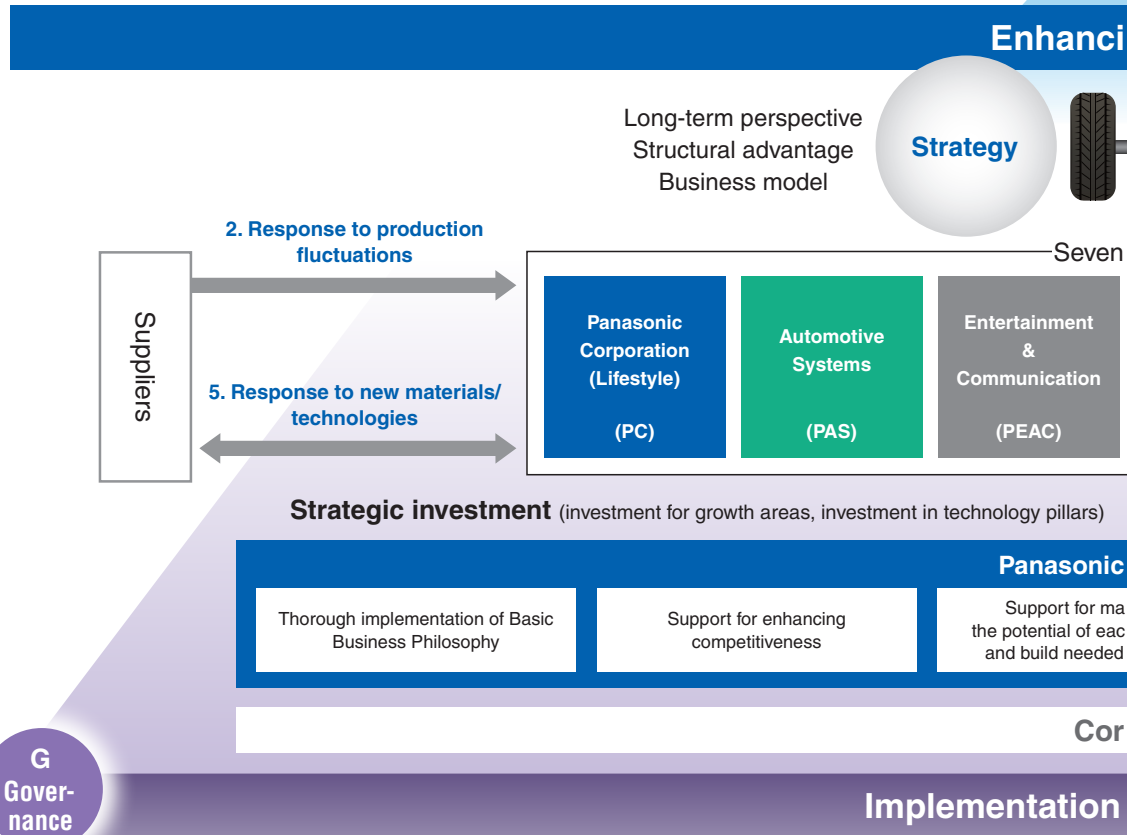 Enhanci
Long-term perspective
Structural advantage
Business model
Strategy
2. Response to production
fluctuations
Seven
Suppliers
Panasonic
Corporation
(Lifestyle)
(PC)
Automotive
Systems
(PAS)
Entertainment
&
Communication
(PEAC)
5. Response to new materials/
technologies
Strategic investment (investment for growth areas, investment in technology pillars)
Panasonic
Thorough implementation of Basic
Business Philosophy
Support for enhancing
competitiveness
Support for ma
the potential of eac
and build needed
Cor
G
Gover-
nance
Implementation